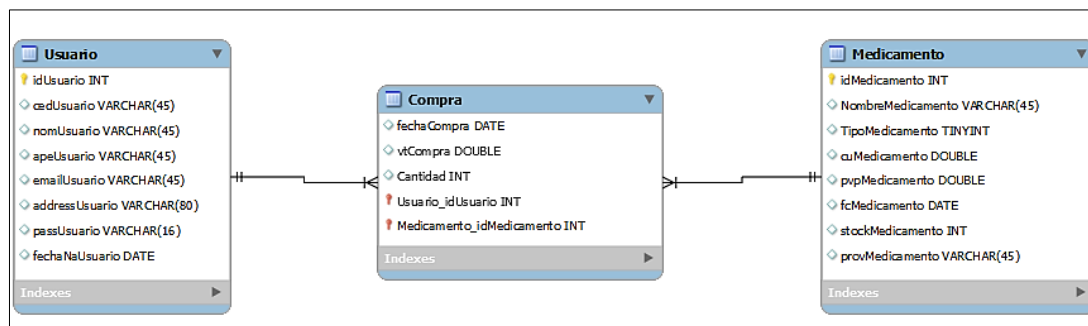 Usuario
idUsuario INT
cedUsuario VARCHAR(45)
nomUsuario VARCHAR(45)
apeUsuario VARCHAR(45)
emailUsuario VARCHAR(45)
addressUsuario VARCHAR(80)
passUsuario VARCHAR(16)
fechaNaUsuario DATE
Indexes
Compra
fechaCompra DATE
vtCompra DOUBLE
Cantidad INT
Usuario_idUsuario INT
Medicamento_idMedicamento INT
Indexes
Medicamento
idMedicamento INT
NombreMedicamento VARCHAR(45)
TipoMedicamento TINYINT
cuMedicamento DOUBLE
pvpMedicamento DOUBLE
fcMedicamento DATE
stockMedicamento INT
provMedicamento VARCHAR(45)
Indexes